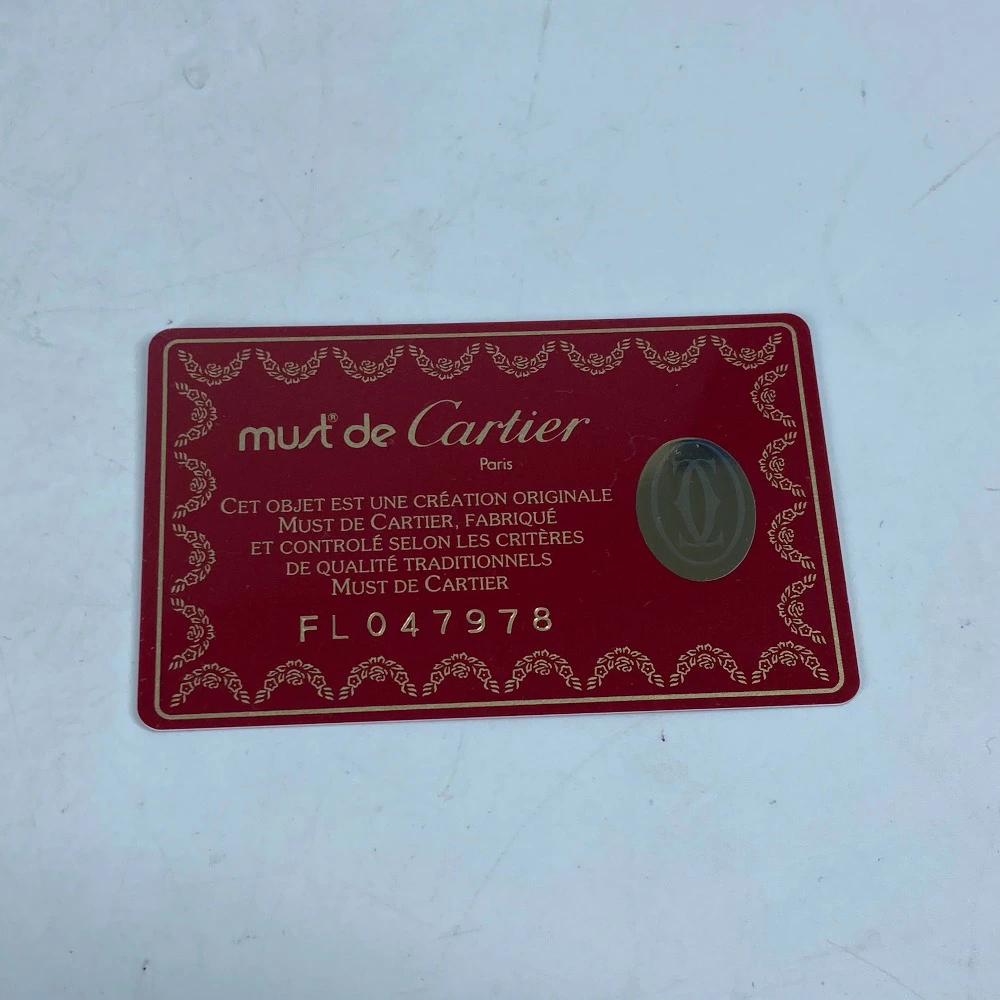 must® de Cartier
Paris
CET OBJET EST UNE CRÉATION ORIGINALE
MUST DE CARTIER, FABRIQUÉ
ET CONTROLÉ SELON LES CRITÈRES
DE QUALITÉ TRADITIONNELS
MUST DE CARTIER
FL047978